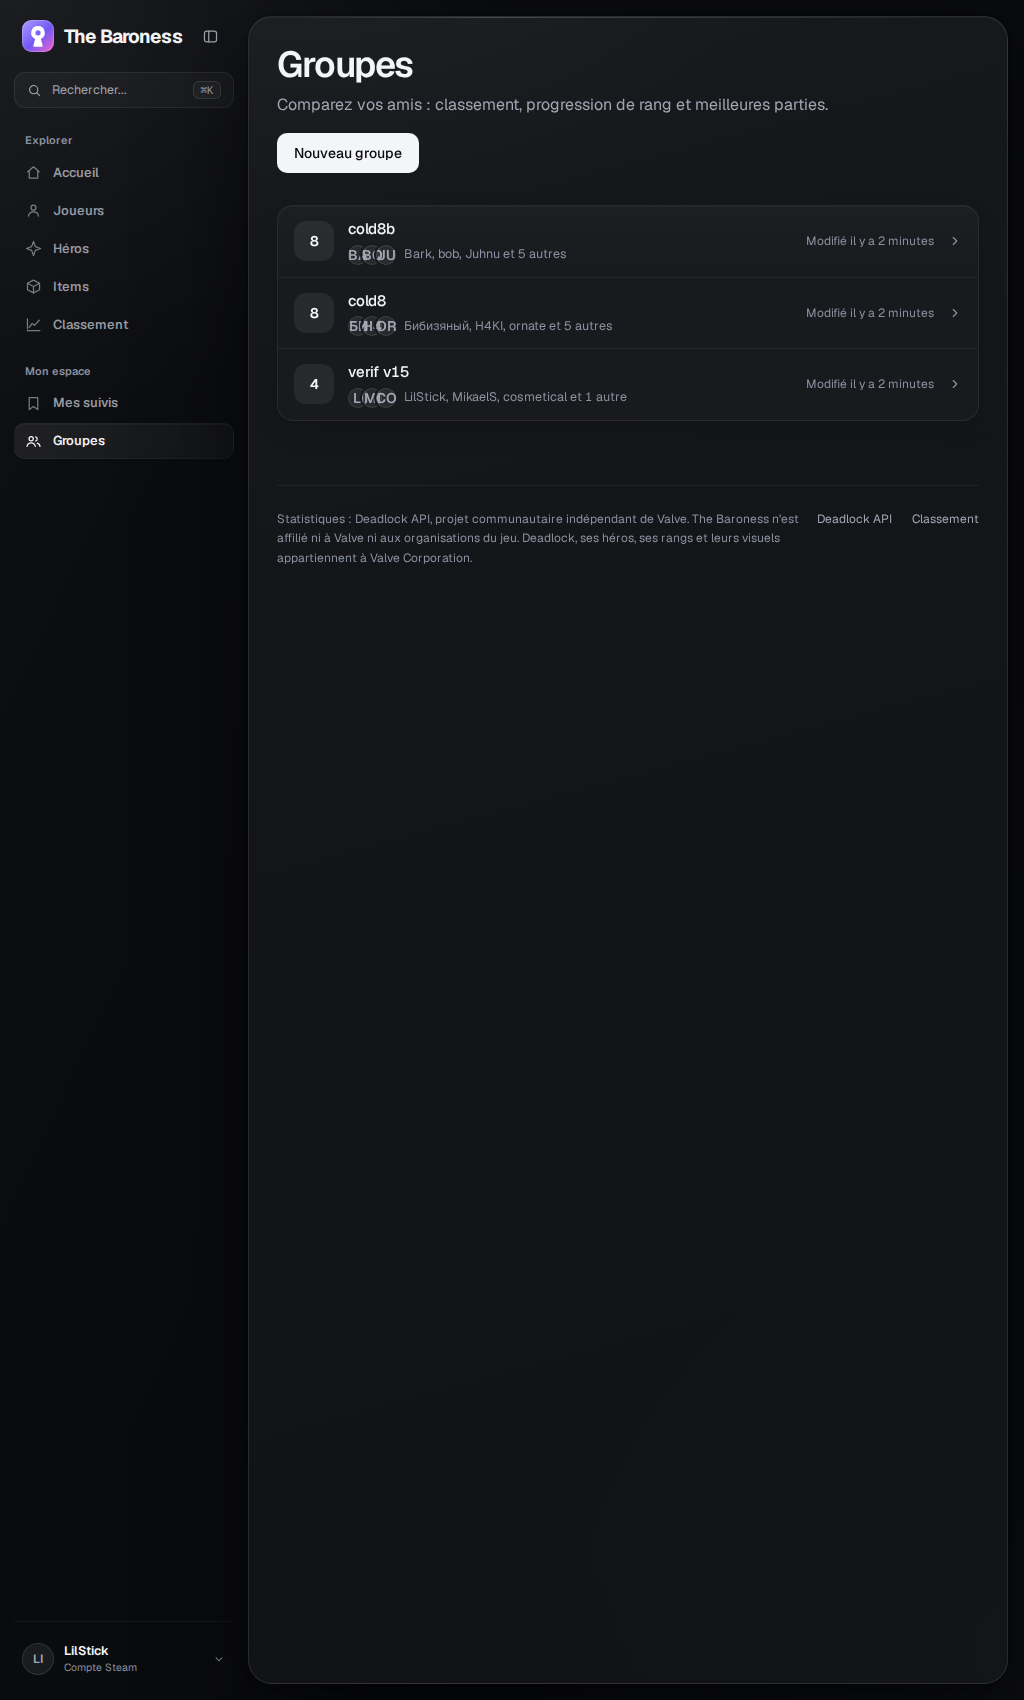 The Baroness
Rechercher...
⌘K
Explorer
Accueil
Joueurs
Héros
Items
Classement
Mon espace
Mes suivis
Groupes
LilStick
Compte Steam
LI
Groupes
Comparez vos amis : classement, progression de rang et meilleures parties.
Nouveau groupe
8
cold8b
Bark, bob, Juhnu et 5 autres
Modifié il y a 2 minutes
8
cold8
Бибизяный, H4KI, ornate et 5 autres
Modifié il y a 2 minutes
4
verif v15
LilStick, MikaelS, cosmetical et 1 autre
Modifié il y a 2 minutes
Statistiques : Deadlock API, projet communautaire indépendant de Valve. The Baroness n'est
affilié ni à Valve ni aux organisations du jeu. Deadlock, ses héros, ses rangs et leurs visuels
appartiennent à Valve Corporation.
Deadlock API
Classement